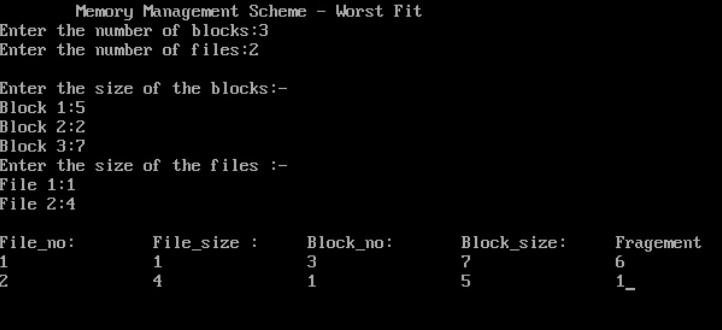 Memory Management Scheme - Worst Fit
Enter the number of blocks:3
Enter the number of files:2
Enter the size of the blocks:-
Block 1:5
Block 2:2
Block 3:7
Enter the size of the files :-
File 1:1
File 2:4
File_no: File_size : Block_no: Block_size: Fragement
1 1 3 7 6
2 4 1 5 1_